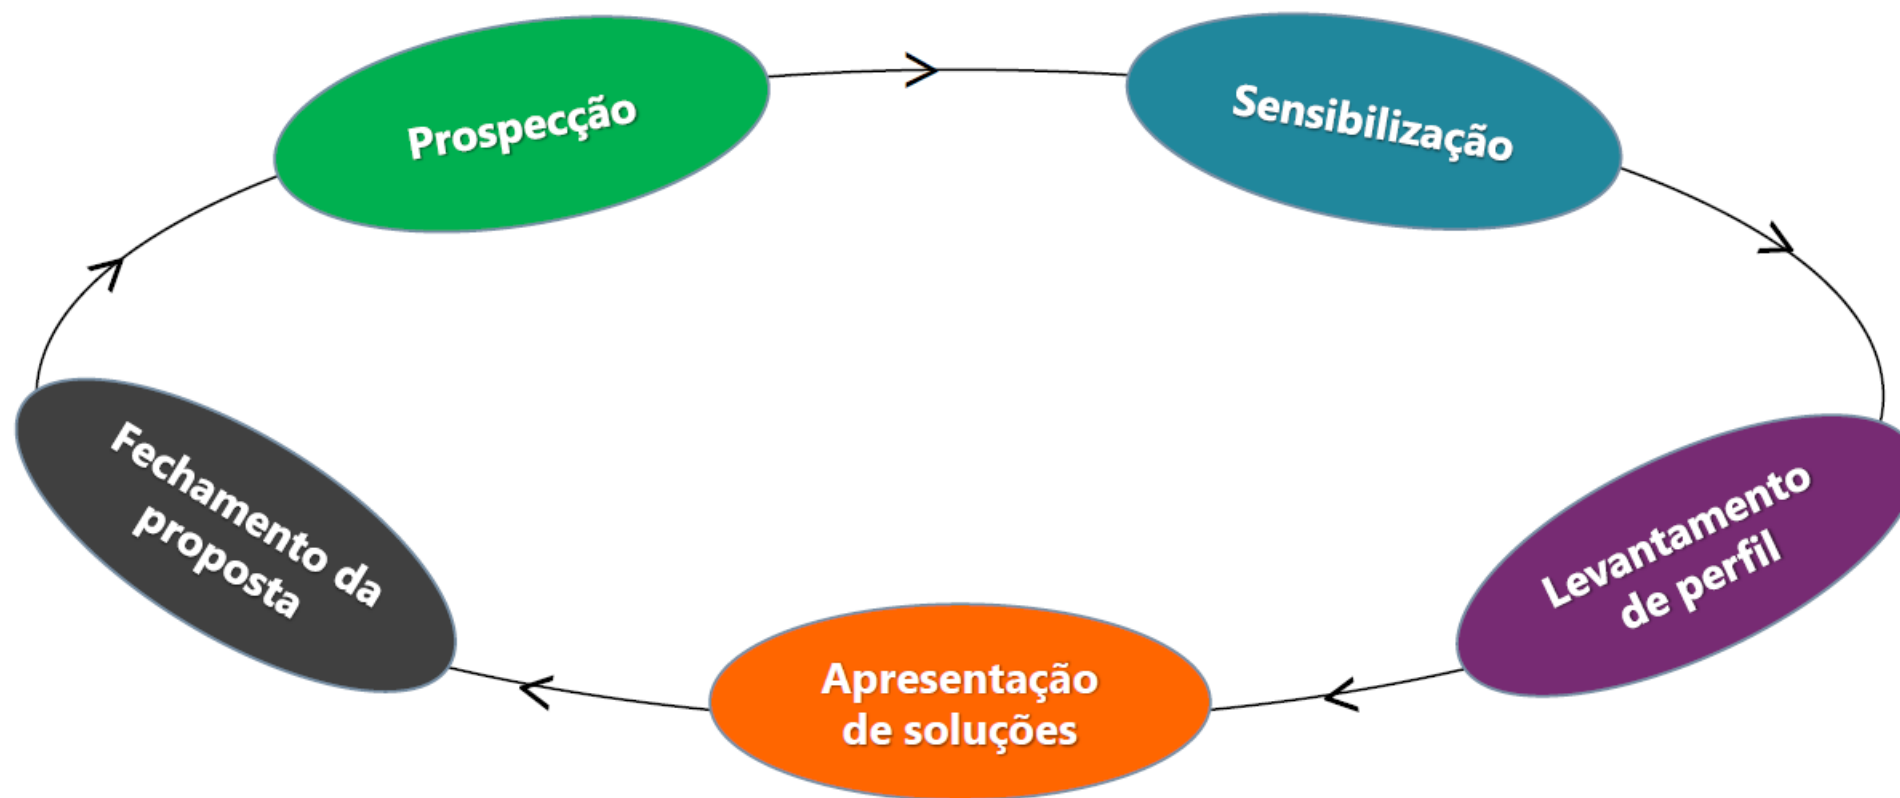 Prospecção
Sensibilização
Levantamento
de perfil
Apresentação
de soluções
Fechamento da
proposta